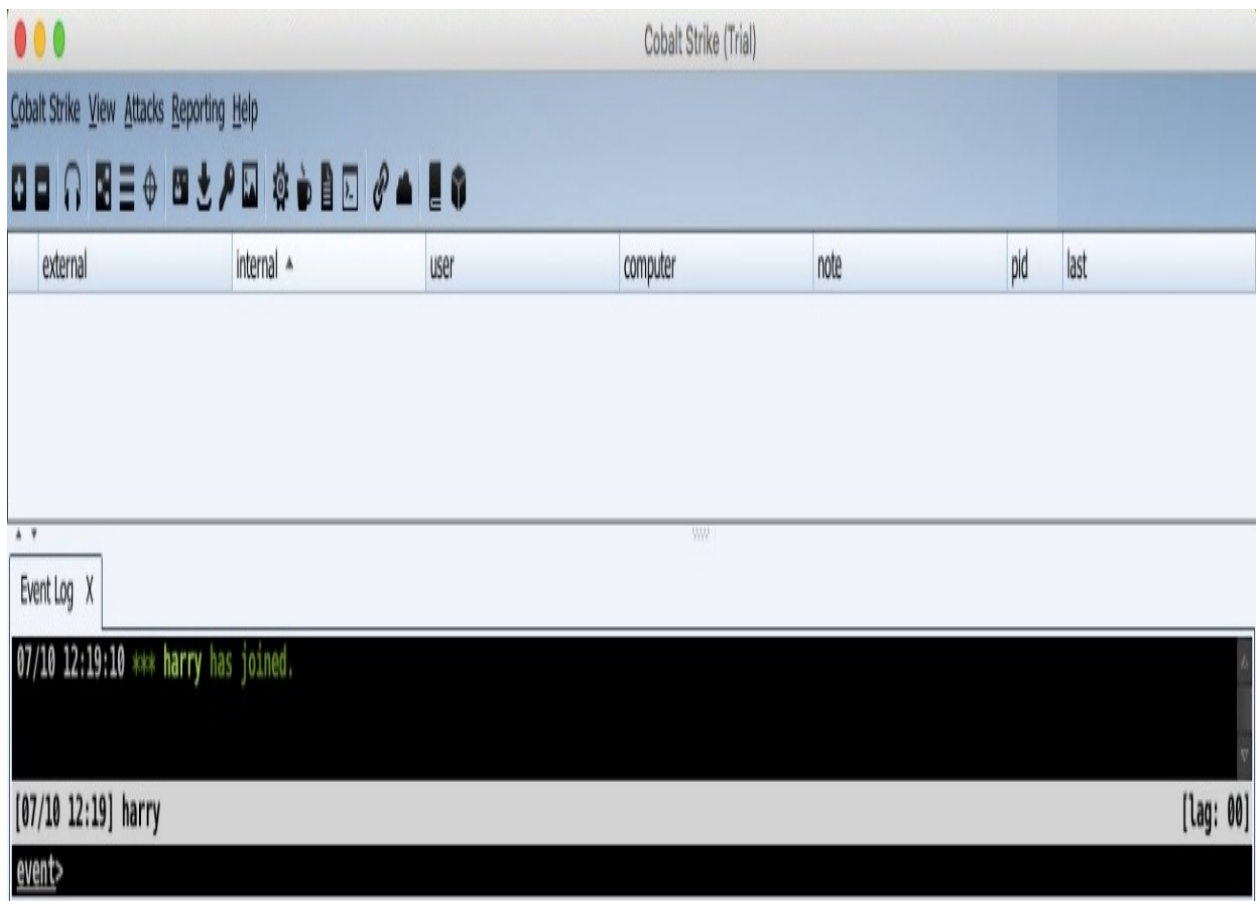 Cobalt Strike (Trial)
Cobalt Strike View Attacks Reporting Help
external internal user computer note pid last
Event Log X
07/10 12:19:10 *** harry has joined.
[07/10 12:19] harry [lag: 00]
event>